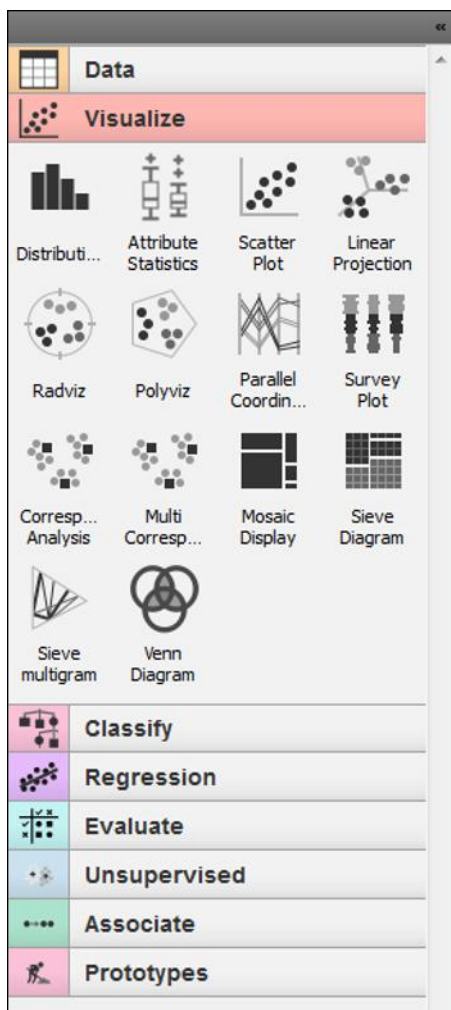 «
Data
Visualize
Distributi...
Attribute
Statistics
Scatter
Plot
Linear
Projection
Radviz
Polyviz
Parallel
Coordin...
Survey
Plot
Corresp...
Analysis
Multi
Corresp...
Mosaic
Display
Sieve
Diagram
Sieve
multigram
Venn
Diagram
Classify
Regression
Evaluate
Unsupervised
Associate
Prototypes